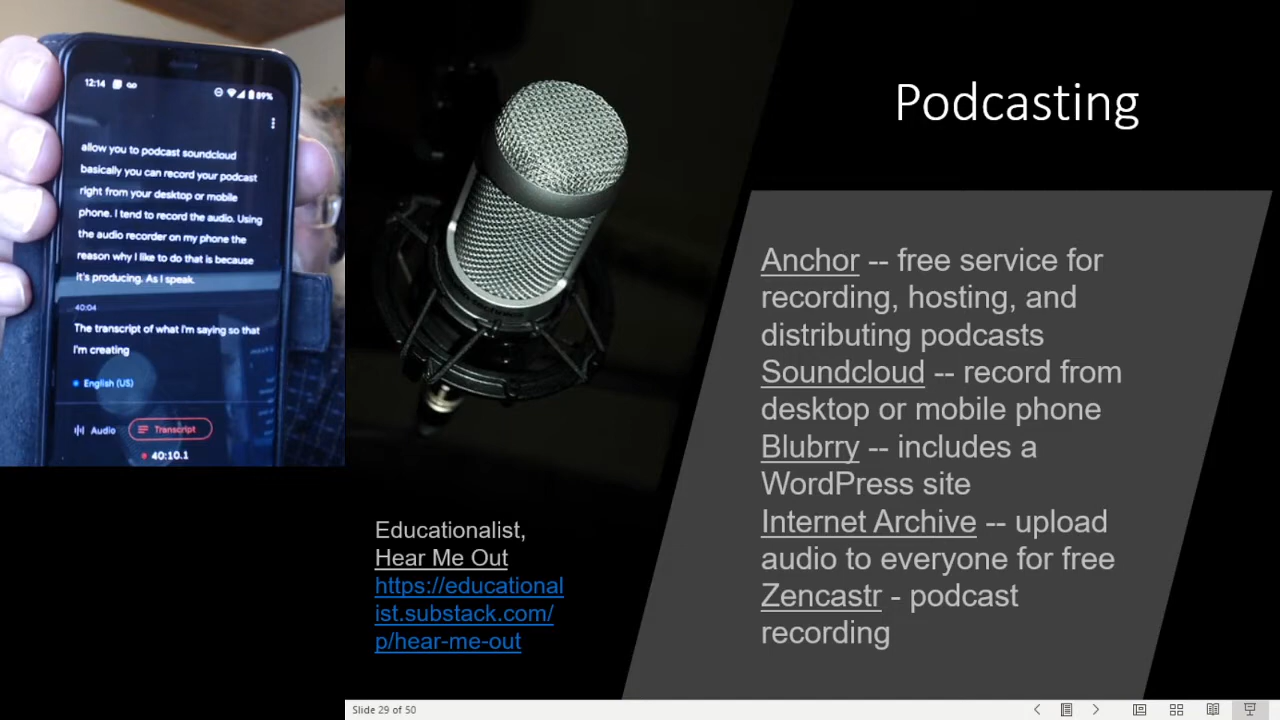 12:14
89%
allow you to podcast soundcloud
basically you can record your podcast
right from your desktop or mobile
phone. I tend to record the audio. Using
the audio recorder on my phone the
reason why I like to do that is because
it's producing. As I speak.
40:04
The transcript of what I'm saying so that
I'm creating
English (US)
Audio
Transcript
40:10.1
Podcasting
Anchor -- free service for
recording, hosting, and
distributing podcasts
Soundcloud -- record from
desktop or mobile phone
Blubrry -- includes a
WordPress site
Internet Archive -- upload
audio to everyone for free
Zencastr - podcast
recording
Educationalist,
Hear Me Out
https://educational
ist.substack.com/
p/hear-me-out
Slide 29 of 50